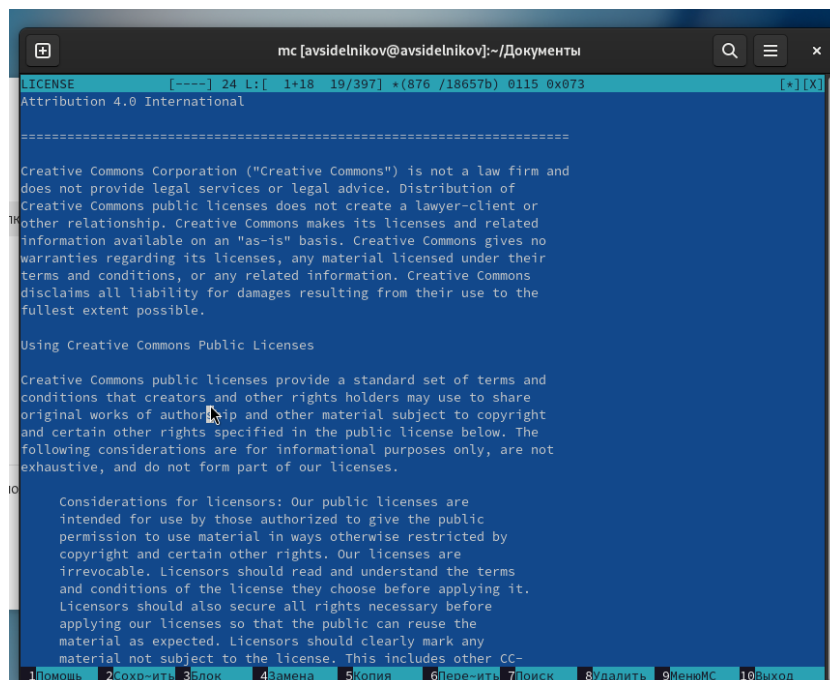 mc [avsidelnikov@avsidelnikov]:~/Документы
LICENSE [----] 24 L:[ 1+18 19/397] *(876 /18657b) 0115 0x073 [*][X]
Attribution 4.0 International
=======================================================================
Creative Commons Corporation ("Creative Commons") is not a law firm and
does not provide legal services or legal advice. Distribution of
Creative Commons public licenses does not create a lawyer-client or
other relationship. Creative Commons makes its licenses and related
information available on an "as-is" basis. Creative Commons gives no
warranties regarding its licenses, any material licensed under their
terms and conditions, or any related information. Creative Commons
disclaims all liability for damages resulting from their use to the
fullest extent possible.
Using Creative Commons Public Licenses
Creative Commons public licenses provide a standard set of terms and
conditions that creators and other rights holders may use to share
original works of authorship and other material subject to copyright
and certain other rights specified in the public license below. The
following considerations are for informational purposes only, are not
exhaustive, and do not form part of our licenses.
Considerations for licensors: Our public licenses are
intended for use by those authorized to give the public
permission to use material in ways otherwise restricted by
copyright and certain other rights. Our licenses are
irrevocable. Licensors should read and understand the terms
and conditions of the license they choose before applying it.
Licensors should also secure all rights necessary before
applying our licenses so that the public can reuse the
material as expected. Licensors should clearly mark any
material not subject to the license. This includes other CC-
1Помощь 2Сохр~ить 3Блок 4Замена 5Копия 6Пере~ить 7Поиск 8Удалить 9МенюMC 10Выход